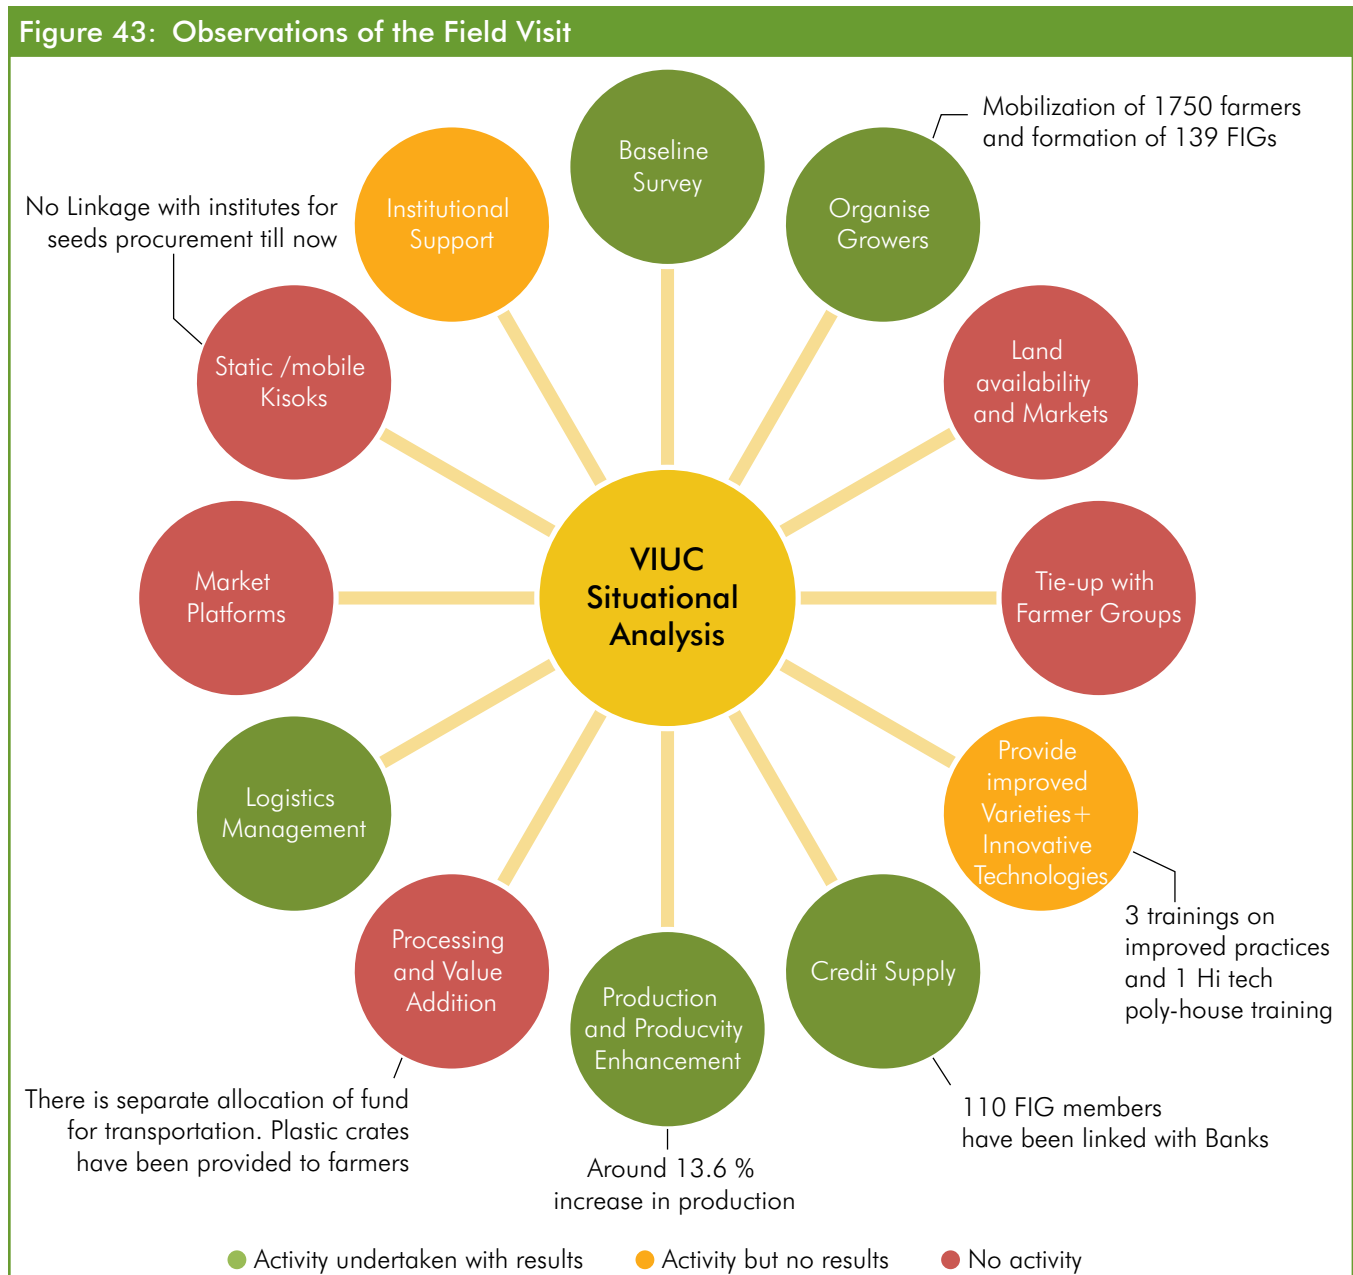 Figure 43: Observations of the Field Visit
Baseline
Survey
Mobilization of 1750 farmers
and formation of 139 FIGs
Organise
Growers
Land
availability
and Markets
Tie-up with
Farmer Groups
Provide
improved
Varieties+
Innovative
Technologies
3 trainings on
improved practices
and 1 Hi tech
poly-house training
Credit Supply
110 FIG members
have been linked with Banks
Production
and Producvity
Enhancement
Around 13.6 %
increase in production
Processing
and Value
Addition
There is separate allocation of fund
for transportation. Plastic crates
have been provided to farmers
Logistics
Management
Market
Platforms
Static /mobile
Kisoks
No Linkage with institutes for
seeds procurement till now
Institutional
Support
VIUC
Situational
Analysis
Activity undertaken with results
Activity but no results
No activity